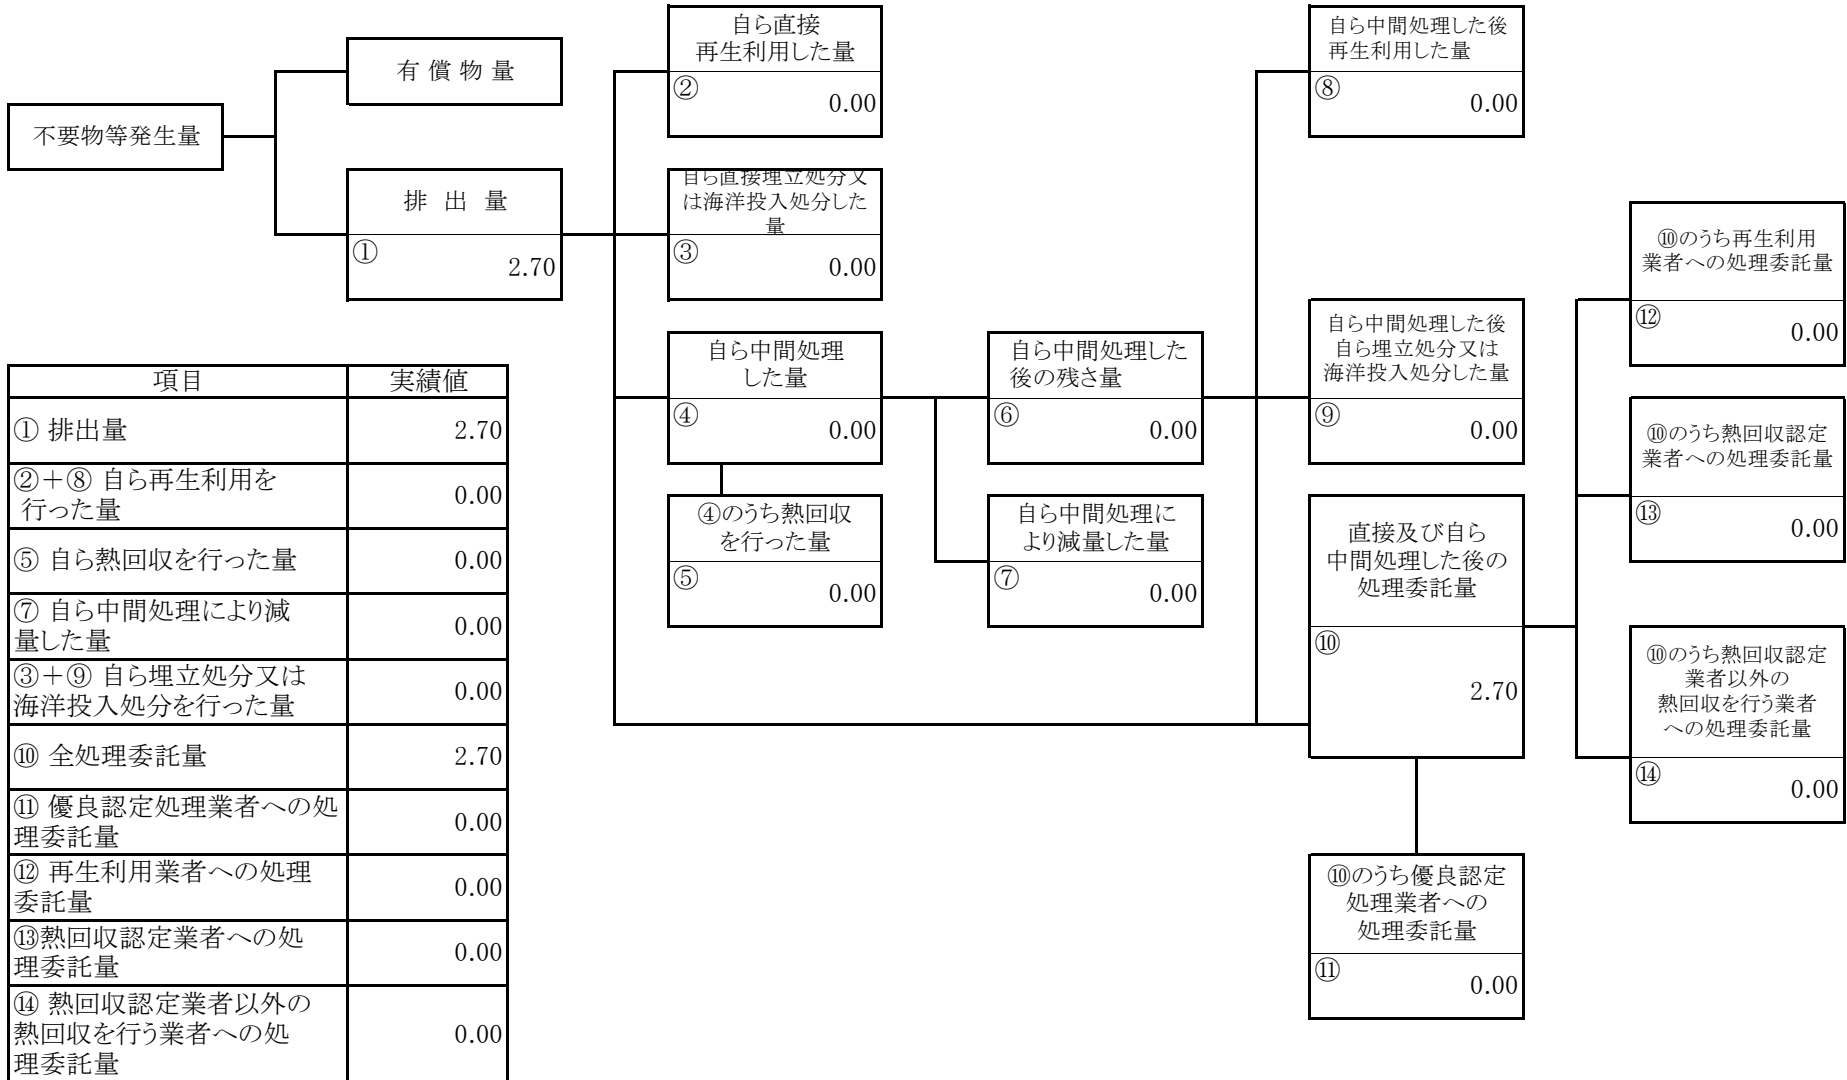 不要物等発生量
有 償 物 量
排 出 量
①
2.70
自ら直接
再生利用した量
②
0.00
自ら直接埋立処分又
は海洋投入処分した
量
③
0.00
自ら中間処理
した量
④
0.00
④のうち熱回収
を行った量
⑤
0.00
自ら中間処理した
後の残さ量
⑥
0.00
自ら中間処理に
より減量した量
⑦
0.00
自ら中間処理した後
再生利用した量
⑧
0.00
自ら中間処理した後
自ら埋立処分又は
海洋投入処分した量
⑨
0.00
直接及び自ら
中間処理した後の
処理委託量
⑩
2.70
⑩のうち優良認定
処理業者への
処理委託量
⑪
0.00
⑩のうち再生利用
業者への処理委託量
⑫
0.00
⑩のうち熱回収認定
業者への処理委託量
⑬
0.00
⑩のうち熱回収認定
業者以外の
熱回収を行う業者
への処理委託量
⑭
0.00
項目 実績値
① 排出量 2.70
②+⑧ 自ら再生利用を
行った量 0.00
⑤ 自ら熱回収を行った量 0.00
⑦ 自ら中間処理により減
量した量 0.00
③+⑨ 自ら埋立処分又は
海洋投入処分を行った量 0.00
⑩ 全処理委託量 2.70
⑪ 優良認定処理業者への処
理委託量 0.00
⑫ 再生利用業者への処理
委託量 0.00
⑬熱回収認定業者への処
理委託量 0.00
⑭ 熱回収認定業者以外の
熱回収を行う業者への処
理委託量 0.00